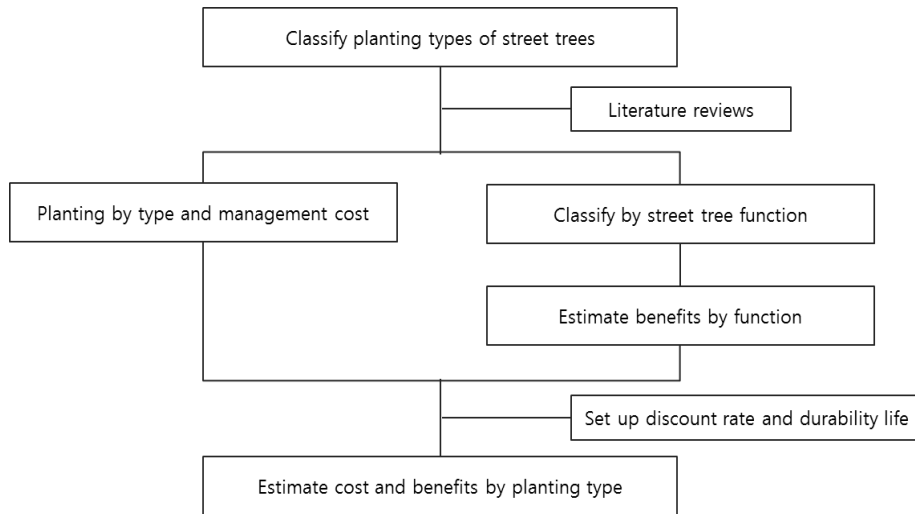 Classify planting types of street trees
Literature reviews
Planting by type and management cost
Classify by street tree function
Estimate benefits by function
Set up discount rate and durability life
Estimate cost and benefits by planting type